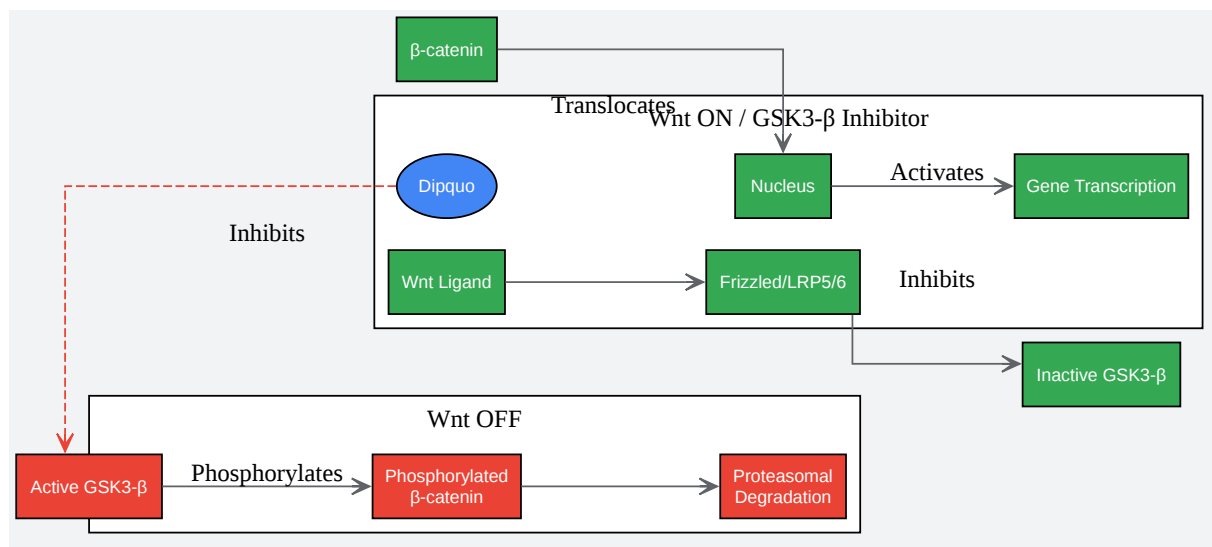 β-catenin
Translocates
Wnt ON / GSK3-β Inhibitor
Dipquo
Nucleus
Activates
Gene Transcription
Inhibits
Wnt Ligand
Frizzled/LRP5/6
Inhibits
Inactive GSK3-β
Wnt OFF
Active GSK3-β
Phosphorylates
Phosphorylated
β-catenin
Proteasomal
Degradation